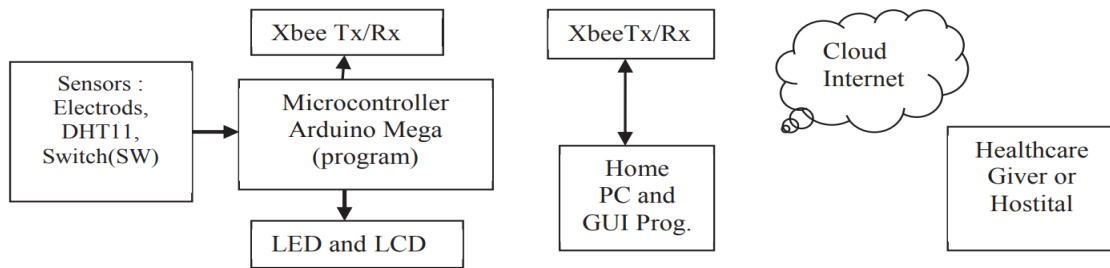 Xbee Tx/Rx
Sensors :
Electrods,
DHT11,
Switch(SW)
Microcontroller
Arduino Mega
(program)
LED and LCD
XbeeTx/Rx
Home
PC and
GUI Prog.
Cloud
Internet
Healthcare
Giver or
Hostital